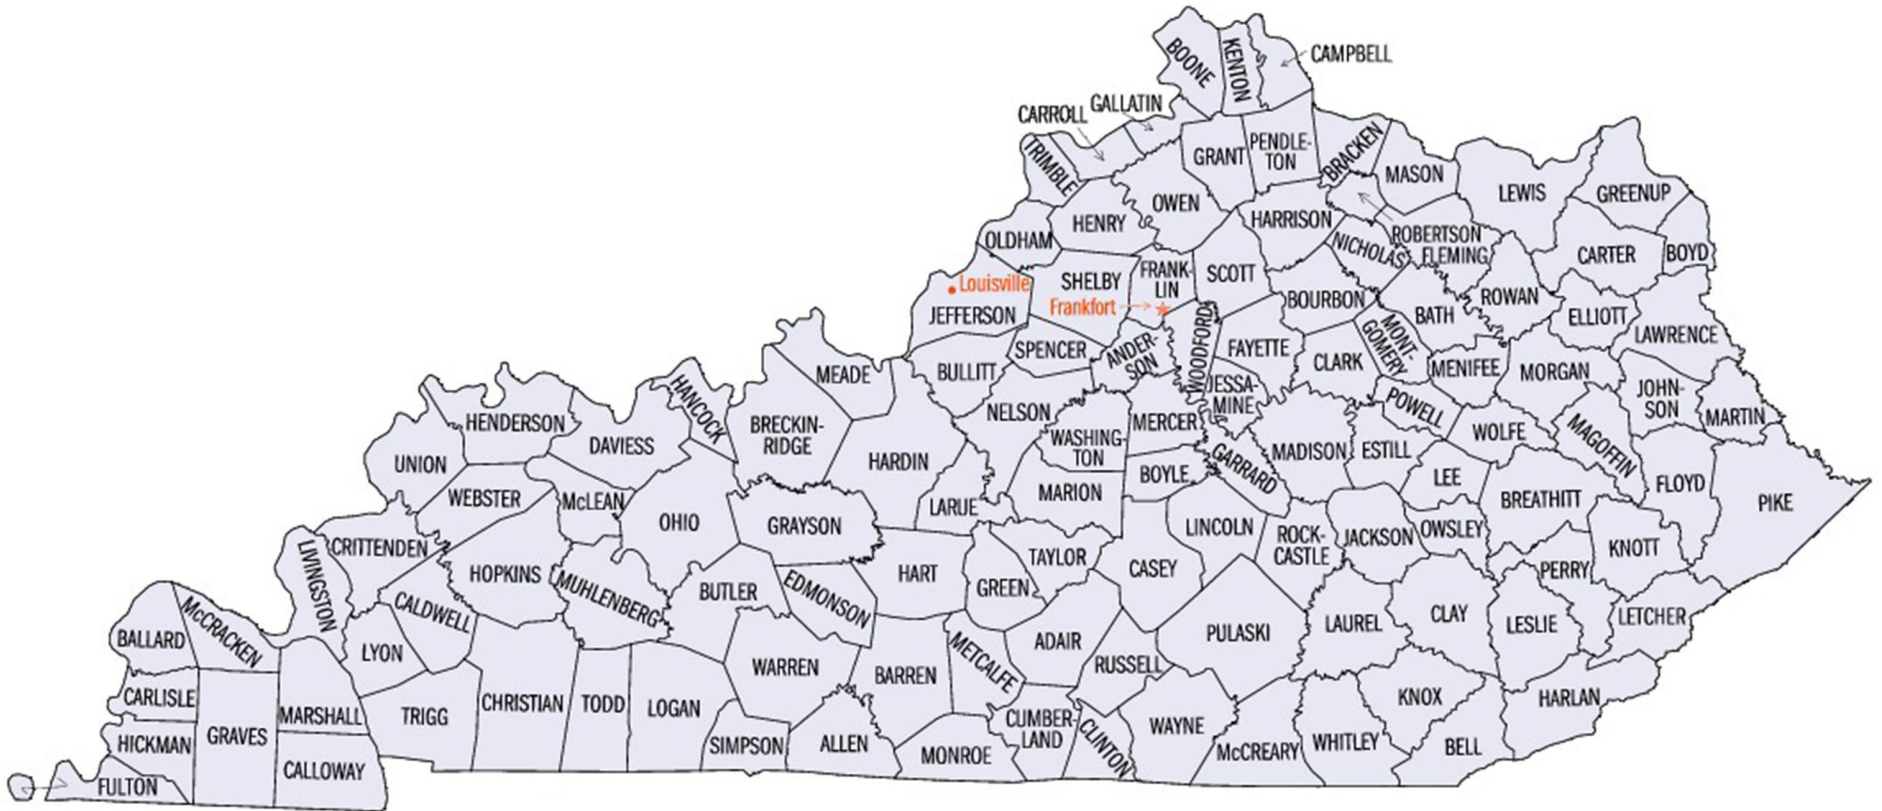 BOONE
KENTON
CAMPBELL
CARROLL
GALLATIN
TRIMBLE
GRANT
PENDLE-
TON
BRACKEN
MASON
LEWIS
GREENUP
HENRY
OWEN
HARRISON
ROBERTSON
OLDHAM
NICHOLAS
FLEMING
CARTER
BOYD
Louisville
JEFFERSON
SHELBY
Frankfort
FRANK-
LIN
SCOTT
BOURBON
BATH
ROWAN
ELLIOTT
LAWRENCE
MEADE
BULLITT
SPENCER
ANDER-
SON
WOODFORD
FAYETTE
CLARK
MONT-
GOMERY
MENIFEE
MORGAN
JOHN-
SON
MARTIN
HENDERSON
DAVIESS
HANCOCK
BRECKIN-
RIDGE
NELSON
WASHING-
TON
MERCER
JESSA-
MINE
POWELL
WOLFE
MAGOFFIN
UNION
HARDIN
BOYLE
GARRARD
MADISON
ESTILL
LEE
BREATHITT
FLOYD
PIKE
WEBSTER
McLEAN
OHIO
GRAYSON
LARUE
MARION
LINCOLN
ROCK-
CASTLE
JACKSON
OWSLEY
KNOTT
LIVINGSTON
CRITTENDEN
HOPKINS
MUHLENBERG
BUTLER
EDMONSON
HART
GREEN
TAYLOR
CASEY
PERRY
BALLARD
McCRACKEN
CALDWELL
LYON
WARREN
METCALFE
ADAIR
RUSSELL
PULASKI
LAUREL
CLAY
LESLIE
LETCHER
CARLISLE
GRAVES
MARSHALL
TRIGG
CHRISTIAN
TODD
LOGAN
BARREN
KNOX
HARLAN
HICKMAN
FULTON
CALLOWAY
SIMPSON
ALLEN
MONROE
CUMBER-
LAND
CLINTON
WAYNE
McCREARY
WHITLEY
BELL